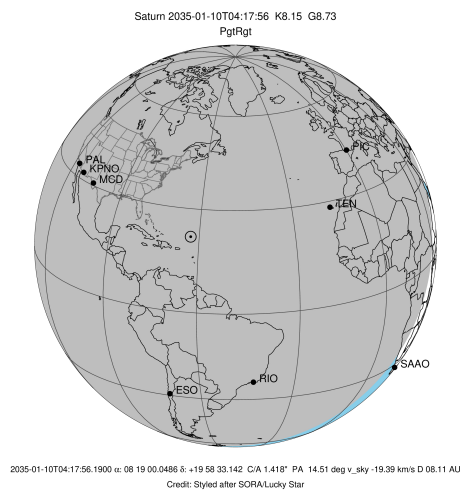 Saturn 2035-01-10T04:17:56 K8.15 G8.73
PgtRgt
PAL
KPNO
MCD
PIC
TEN
SAAO
RIO
ESO
2035-01-10T04:17:56.1900 α: 08 19 00.0486 δ: +19 58 33.142 C/A 1.418" PA 14.51 deg v_sky -19.39 km/s D 08.11 AU
Credit: Styled after SORA/Lucky Star